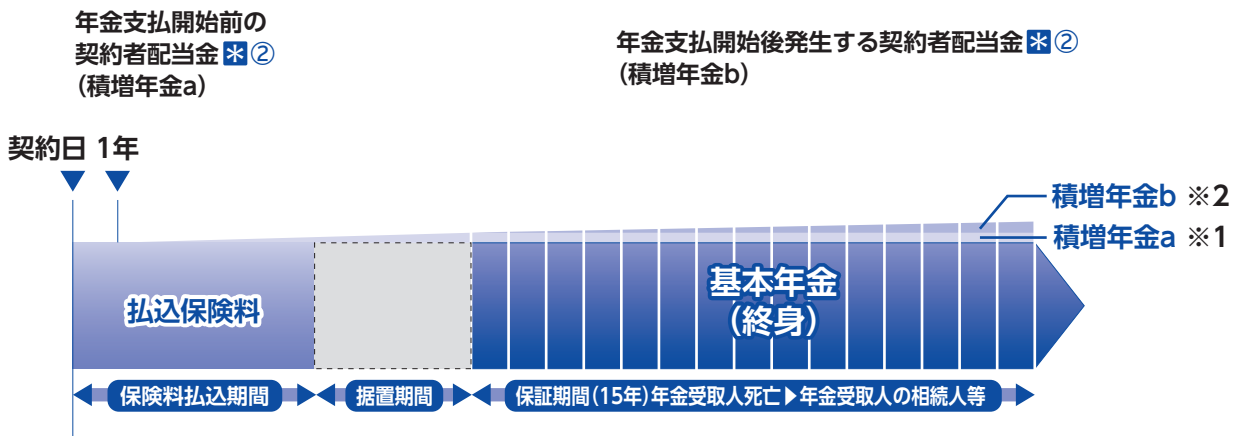 年金支払開始前の
契約者配当金＊②
（積増年金a）
年金支払開始後発生する契約者配当金＊②
（積増年金b）
契約日 1年
積増年金b ※2
積増年金a ※1
払込保険料
基本年金
（終身）
保険料払込期間
据置期間
保証期間（15年）年金受取人死亡▶年金受取人の相続人等